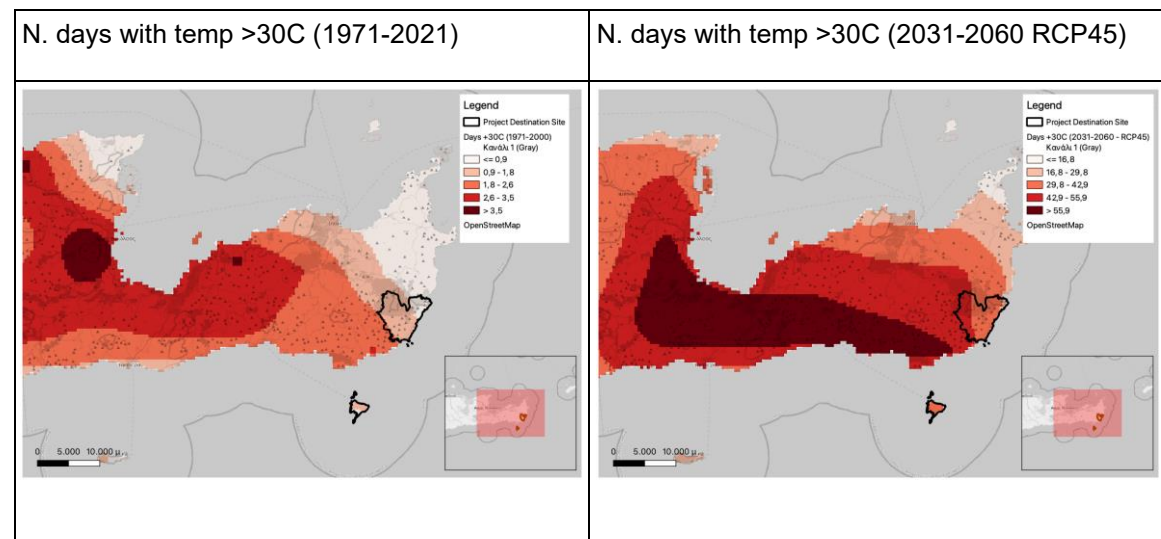 N. days with temp >30C (1971-2021)
N. days with temp >30C (2031-2060 RCP45)
Legend
Project Destination Site
Days +30C (1971-2000)
Κανάλι 1 (Gray)
<= 0,9
0,9 - 1,8
1,8 - 2,6
2,6 - 3,5
> 3,5
OpenStreetMap
0 5.000 10.000 μ
Legend
Project Destination Site
Days +30C (2031-2060 - RCP45)
Κανάλι 1 (Gray)
<= 16,8
16,8 - 29,8
29,8 - 42,9
42,9 - 55,9
> 55,9
OpenStreetMap
0 5.000 10.000 μ